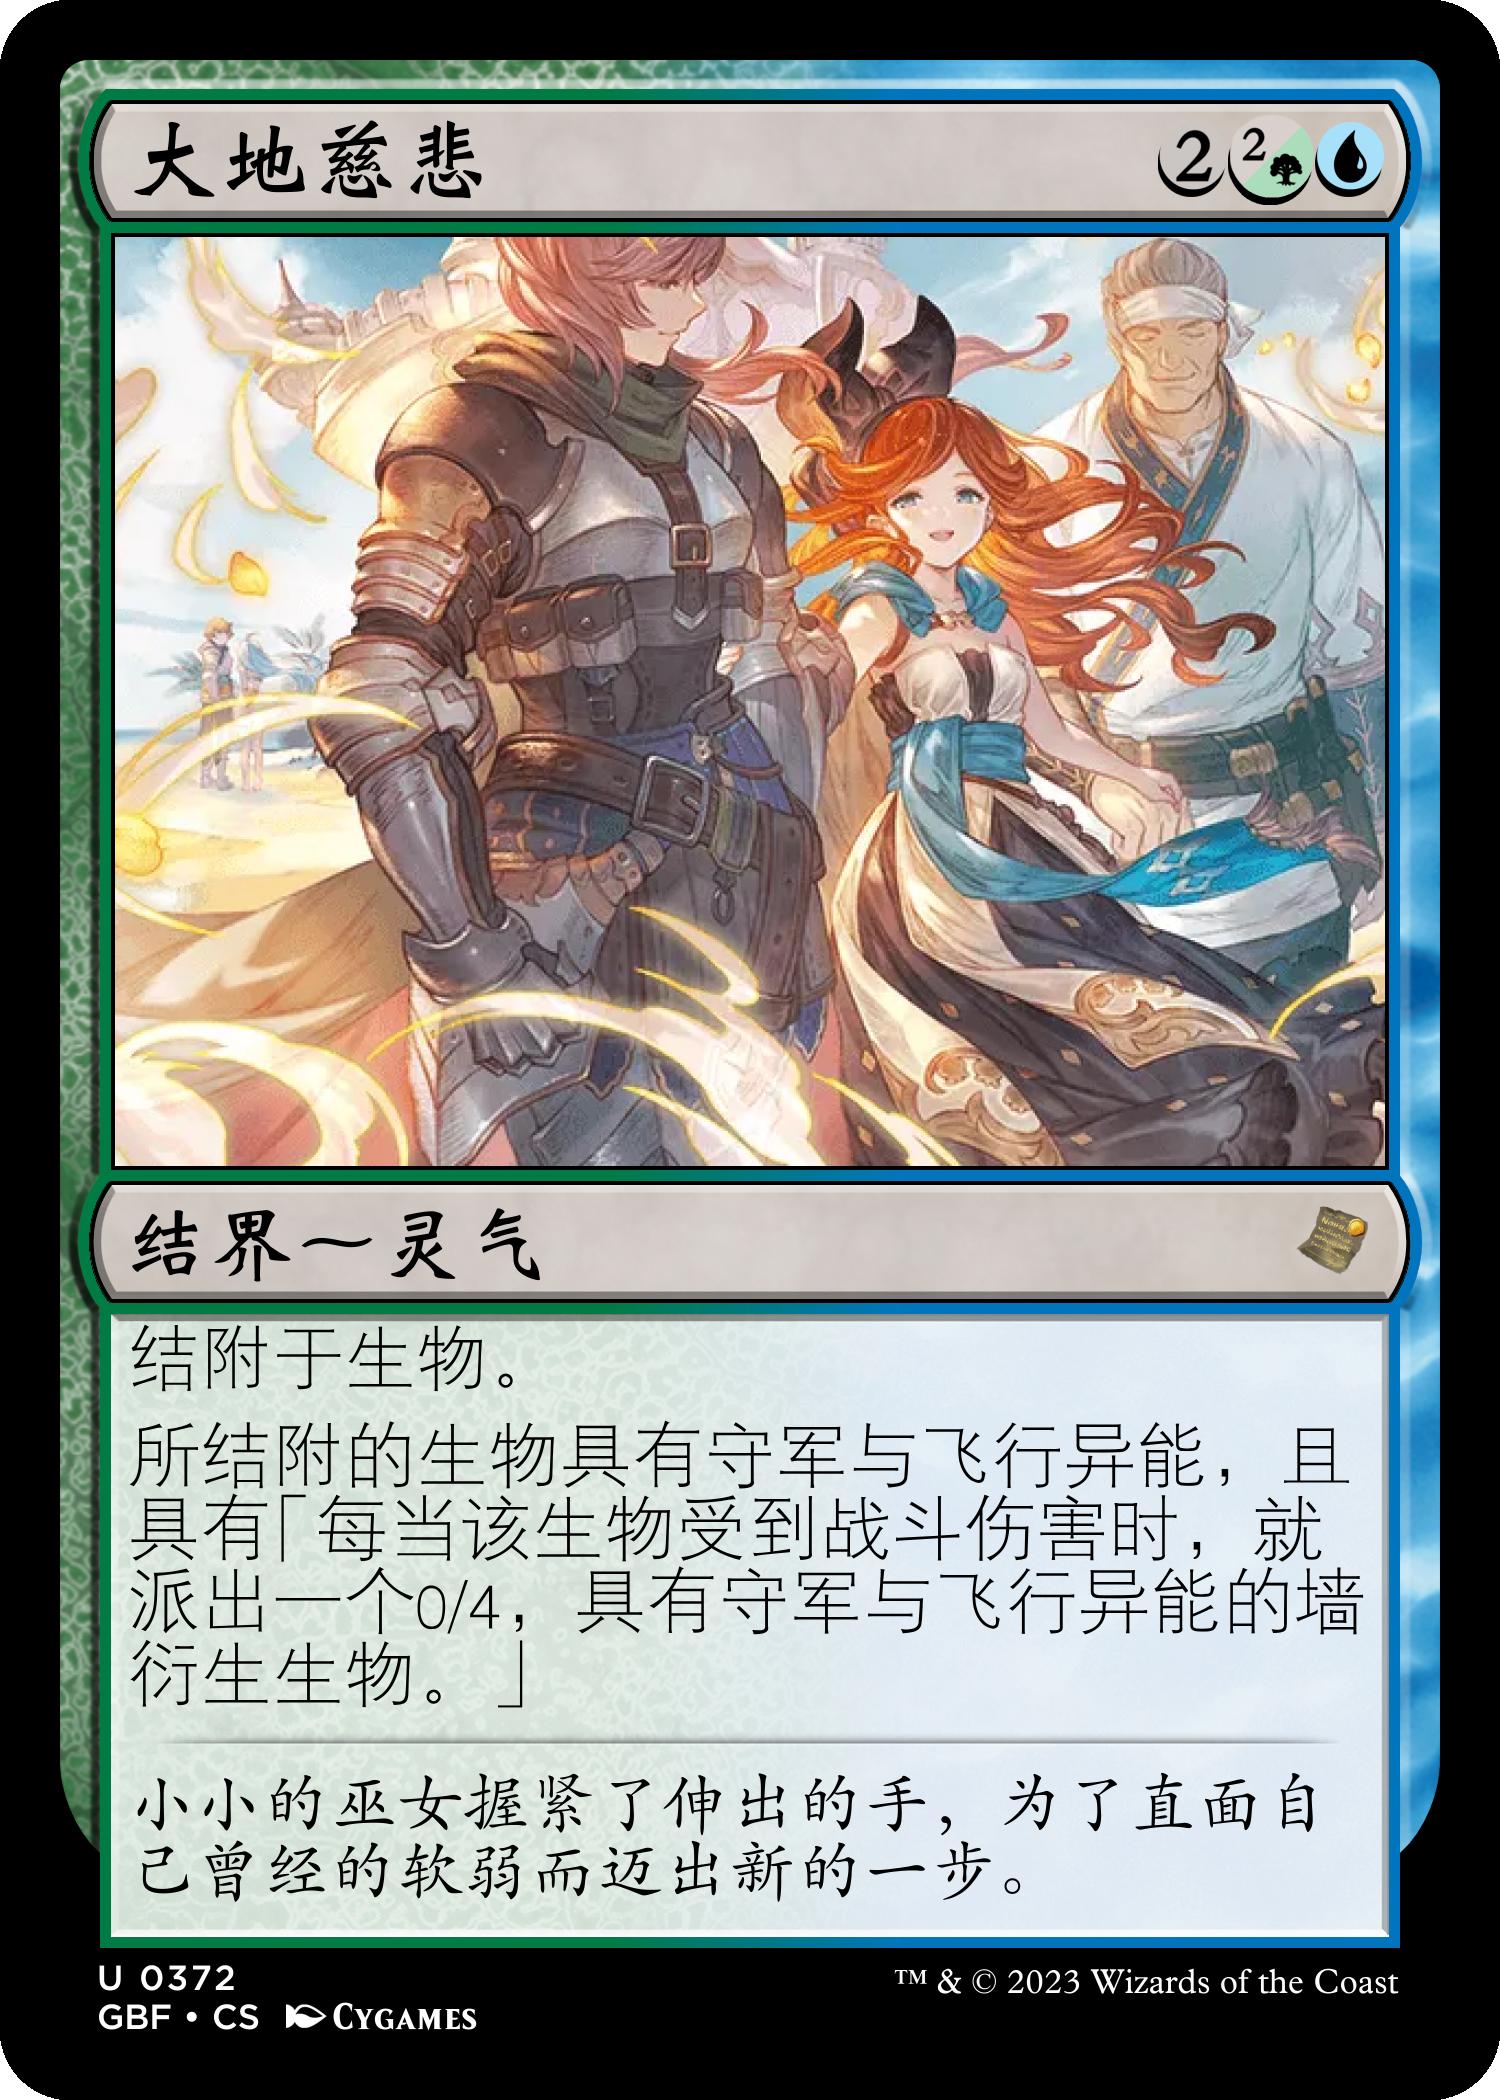 大地慈悲 2 2 
结界～灵气
结附于生物。
所结附的生物具有守军与飞行异能，且
具有「每当该生物受到战斗伤害时，就
派出一个0/4，具有守军与飞行异能的墙
衍生生物。」
小小的巫女握紧了伸出的手，为了直面自
己曾经的软弱而迈出新的一步。
U 0372
™ & © 2023 Wizards of the Coast
GBF • CS CYGAMES